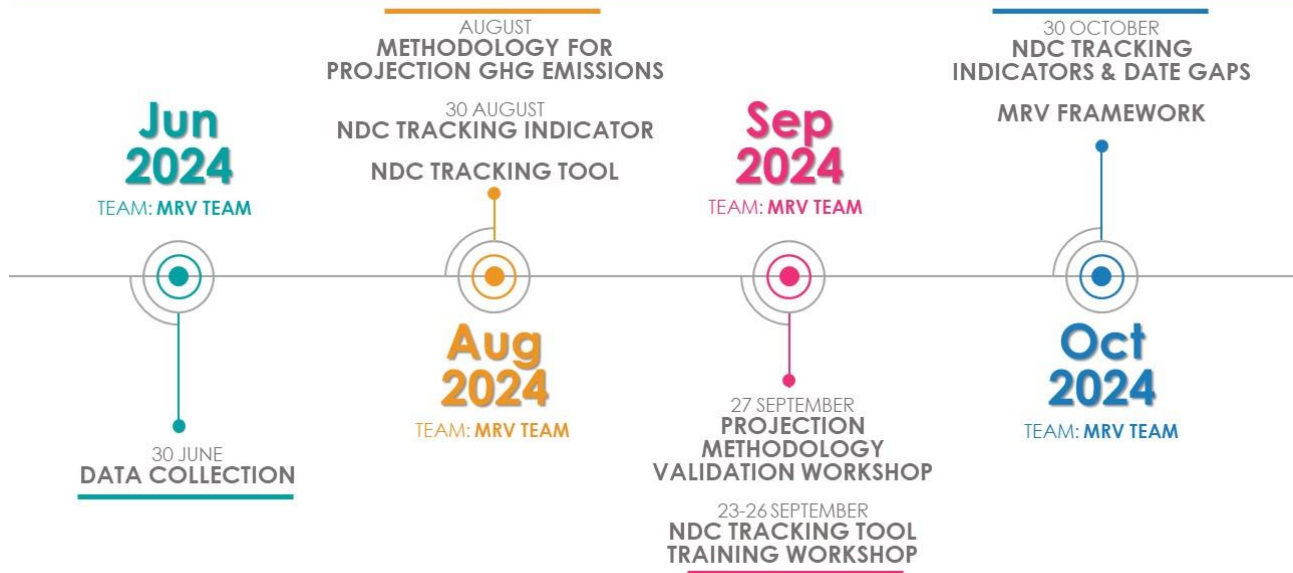 Jun
2024
TEAM: MRV TEAM
30 JUNE
DATA COLLECTION
AUGUST
METHODOLOGY FOR
PROJECTION GHG EMISSIONS
30 AUGUST
NDC TRACKING INDICATOR
NDC TRACKING TOOL
Aug
2024
TEAM: MRV TEAM
Sep
2024
TEAM: MRV TEAM
27 SEPTEMBER
PROJECTION
METHODOLOGY
VALIDATION WORKSHOP
23-26 SEPTEMBER
NDC TRACKING TOOL
TRAINING WORKSHOP
30 OCTOBER
NDC TRACKING
INDICATORS & DATE GAPS
MRV FRAMEWORK
Oct
2024
TEAM: MRV TEAM